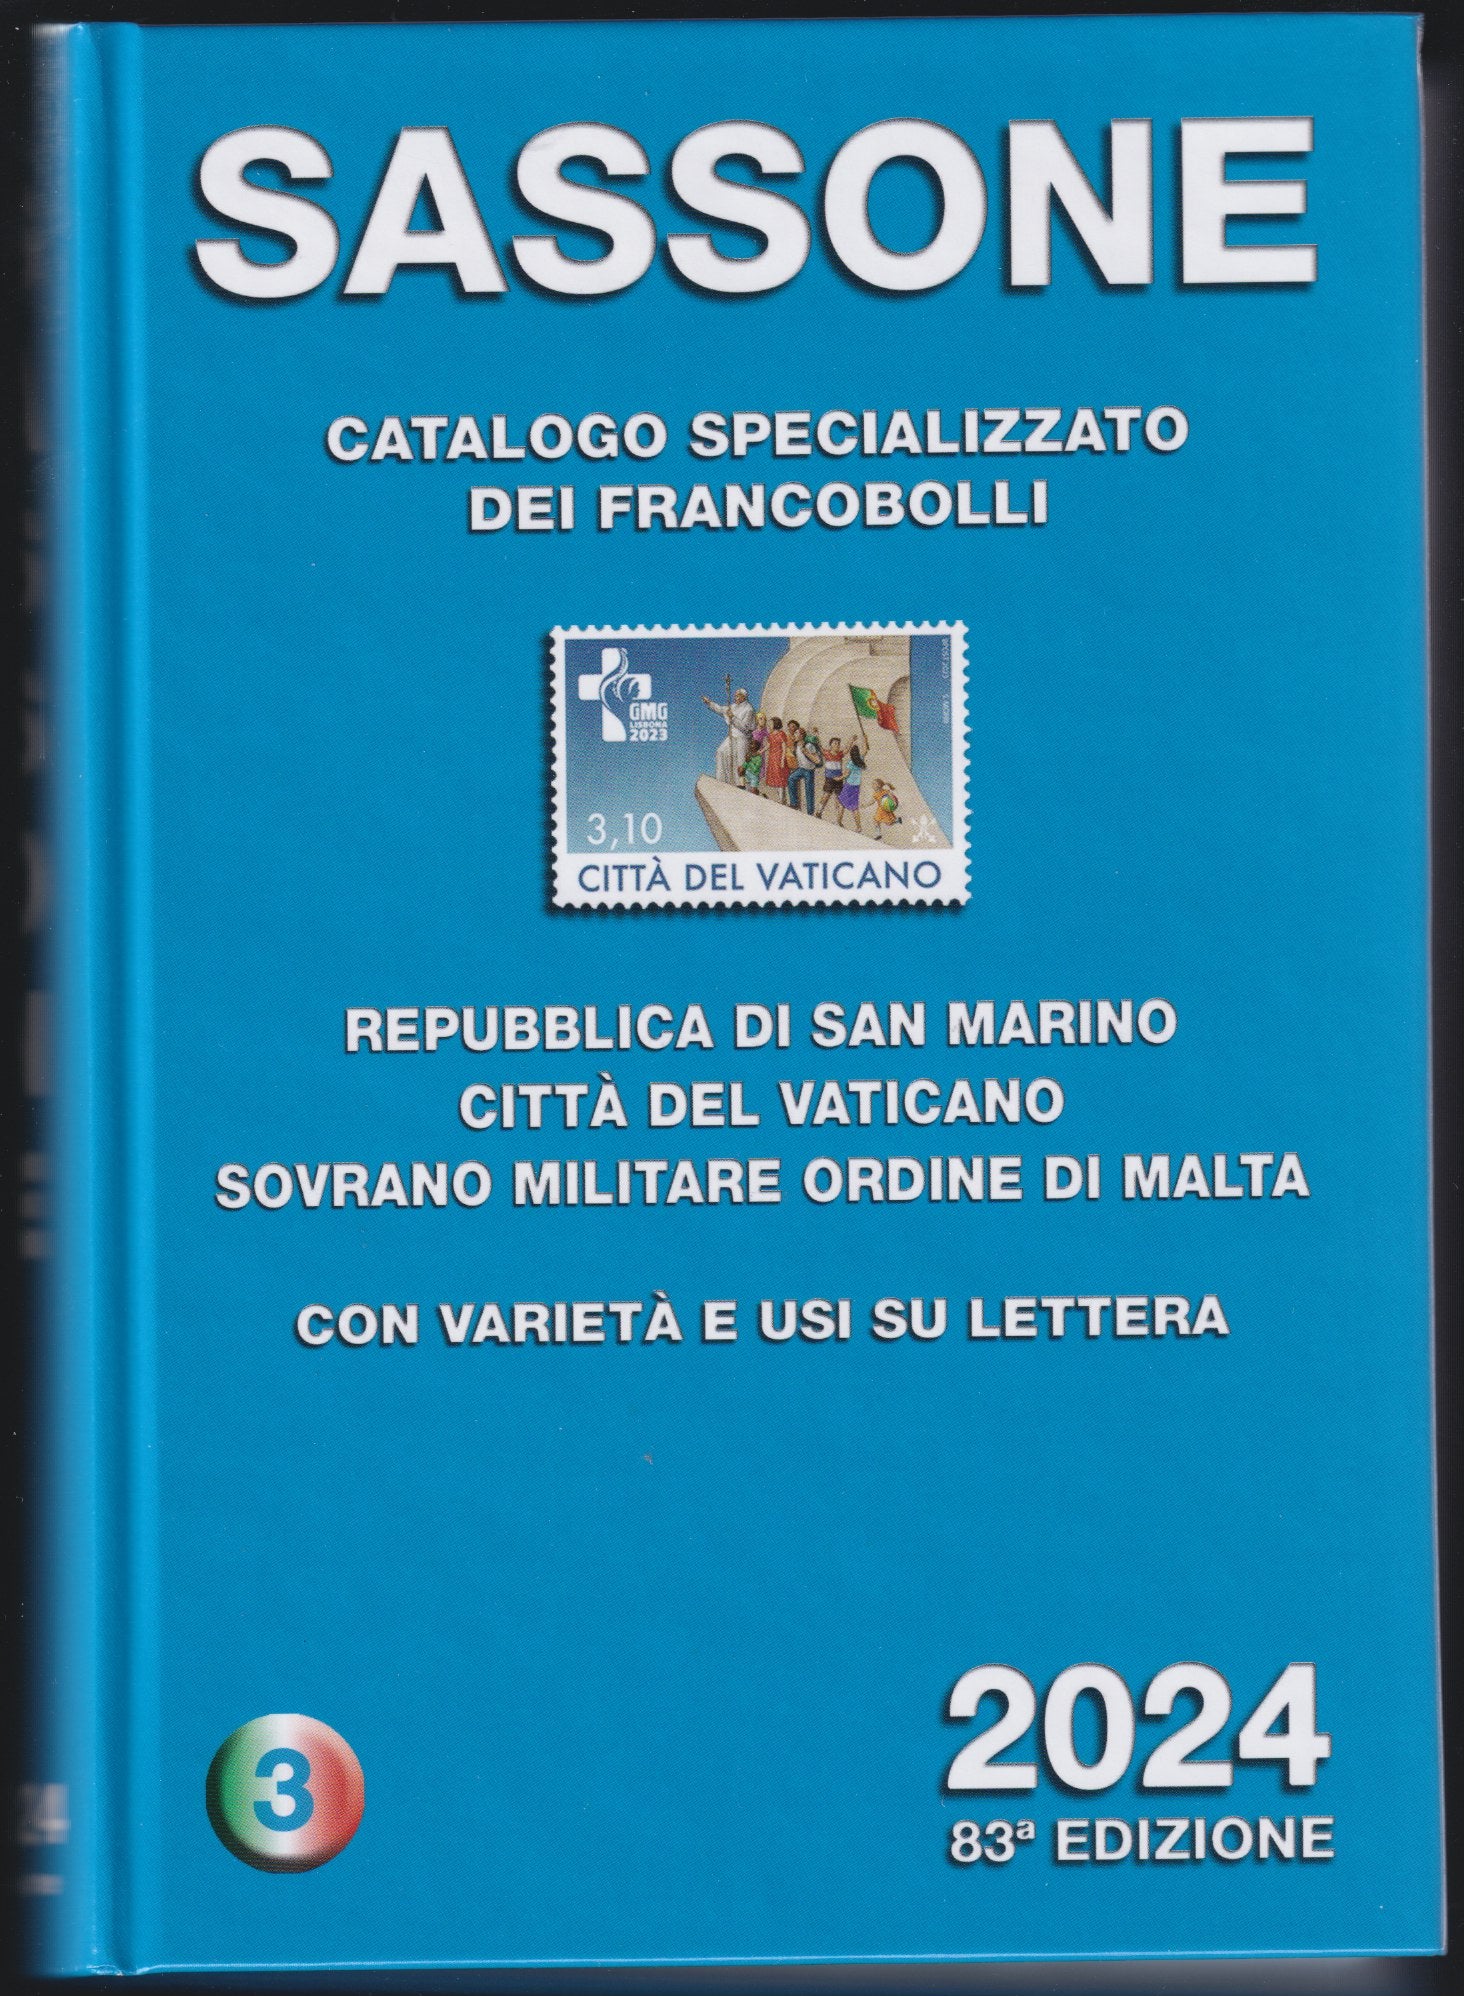 SASSONE
CATALOGO SPECIALIZZATO
DEI FRANCOBOLLI
GMG
LISBONA
2023
3,10
CITTÀ DEL VATICANO
REPUBBLICA DI SAN MARINO
CITTÀ DEL VATICANO
SOVRANO MILITARE ORDINE DI MALTA
CON VARIETÀ E USI SU LETTERA
3
2024
83ª EDIZIONE